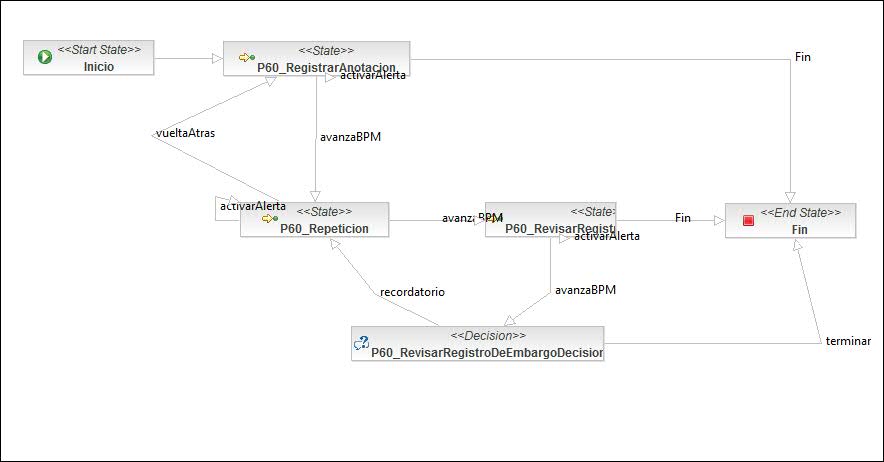 <<Start State>>
Inicio
<<State>>
P60_RegistrarAnotacion
activarAlerta
Fin
vueltaAtras
avanzaBPM
activarAlerta
<<State>>
P60_Repeticion
avanzaBPM
<<State>
P60_RevisarRegist
activarAlerta
Fin
<<End State>>
Fin
recordatorio
avanzaBPM
<<Decision>>
P60_RevisarRegistroDeEmbargoDecision
terminar